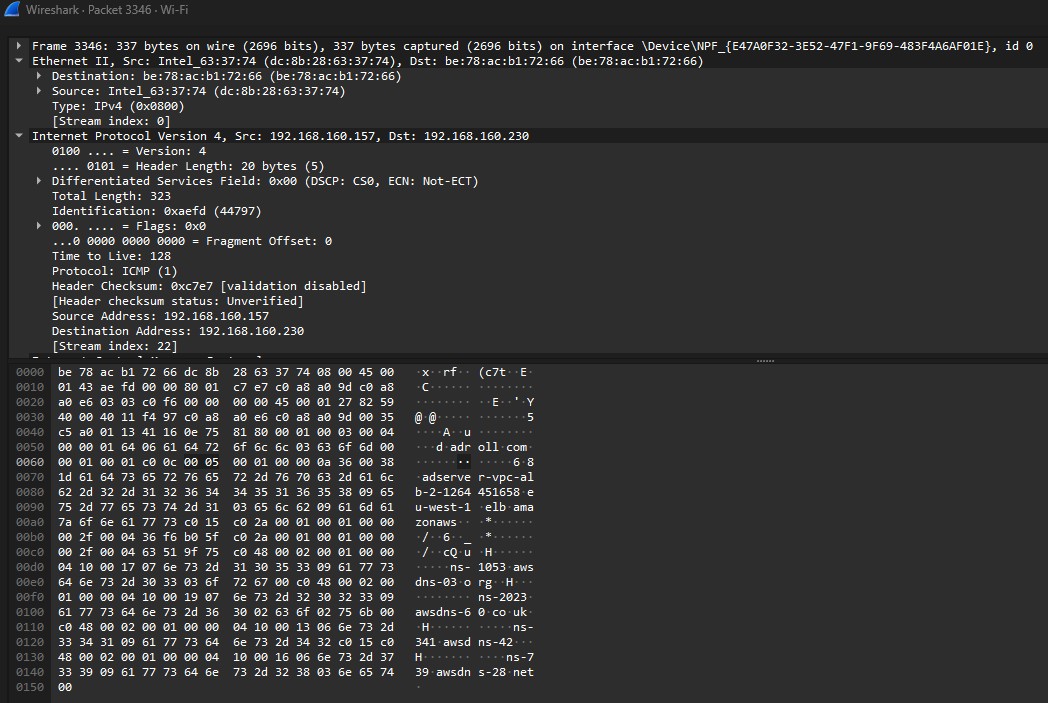 Wireshark · Packet 3346 · Wi-Fi
Frame 3346: 337 bytes on wire (2696 bits), 337 bytes captured (2696 bits) on interface \Device\NPF_{E47A0F32-3E52-47F1-9F69-483F4A6AF01E}, id 0
Ethernet II, Src: Intel_63:37:74 (dc:8b:28:63:37:74), Dst: be:78:ac:b1:72:66 (be:78:ac:b1:72:66)
Destination: be:78:ac:b1:72:66 (be:78:ac:b1:72:66)
Source: Intel_63:37:74 (dc:8b:28:63:37:74)
Type: IPv4 (0x0800)
[Stream index: 0]
Internet Protocol Version 4, Src: 192.168.160.157, Dst: 192.168.160.230
0100 .... = Version: 4
.... 0101 = Header Length: 20 bytes (5)
Differentiated Services Field: 0x00 (DSCP: CS0, ECN: Not-ECT)
Total Length: 323
Identification: 0xaefd (44797)
000. .... = Flags: 0x0
...0 0000 0000 0000 = Fragment Offset: 0
Time to Live: 128
Protocol: ICMP (1)
Header Checksum: 0xc7e7 [validation disabled]
[Header checksum status: Unverified]
Source Address: 192.168.160.157
Destination Address: 192.168.160.230
[Stream index: 22]
0000 be 78 ac b1 72 66 dc 8b 28 63 37 74 08 00 45 00 ·x··rf·· (c7t··E·
0010 01 43 ae fd 00 00 80 01 c7 e7 c0 a8 a0 9d c0 a8 ·C······ ········
0020 a0 e6 03 03 c0 f6 00 00 00 00 45 00 01 27 82 59 ········ ··E··'·Y
0030 40 00 40 11 f4 97 c0 a8 a0 e6 c0 a8 a0 9d 00 35 @·@····· ·······5
0040 c5 a0 01 13 41 16 0e 75 81 80 00 01 00 03 00 04 ····A··u ········
0050 00 00 01 64 06 61 64 72 6f 6c 6c 03 63 6f 6d 00 ···d·adr oll·com·
0060 00 01 00 01 c0 0c 00 05 00 01 00 00 0a 36 00 38 ········ ·····6·8
0070 1d 61 64 73 65 72 76 65 72 2d 76 70 63 2d 61 6c ·adserve r-vpc-al
0080 62 2d 32 2d 31 32 36 34 34 35 31 36 35 38 09 65 b-2-1264 451658·e
0090 75 2d 77 65 73 74 2d 31 03 65 6c 62 09 61 6d 61 u-west-1 ·elb·ama
00a0 7a 6f 6e 61 77 73 c0 15 c0 2a 00 01 00 01 00 00 zonaws·· ·*······
00b0 00 2f 00 04 36 f6 b0 5f c0 2a 00 01 00 01 00 00 ·/··6··_ ·*······
00c0 00 2f 00 04 63 51 9f 75 c0 48 00 02 00 01 00 00 ·/··cQ·u ·H······
00d0 04 10 00 17 07 6e 73 2d 31 30 35 33 09 61 77 73 ·····ns- 1053·aws
00e0 64 6e 73 2d 30 33 03 6f 72 67 00 c0 48 00 02 00 dns-03·o rg··H···
00f0 01 00 00 04 10 00 19 07 6e 73 2d 32 30 32 33 09 ········ ns-2023·
0100 61 77 73 64 6e 73 2d 36 30 02 63 6f 02 75 6b 00 awsdns-6 0·co·uk·
0110 c0 48 00 02 00 01 00 00 04 10 00 13 06 6e 73 2d ·H······ ·····ns-
0120 33 34 31 09 61 77 73 64 6e 73 2d 34 32 c0 15 c0 341·awsd ns-42···
0130 48 00 02 00 01 00 00 04 10 00 16 06 6e 73 2d 37 H······· ····ns-7
0140 33 39 09 61 77 73 64 6e 73 2d 32 38 03 6e 65 74 39·awsdn s-28·net
0150 00 ·